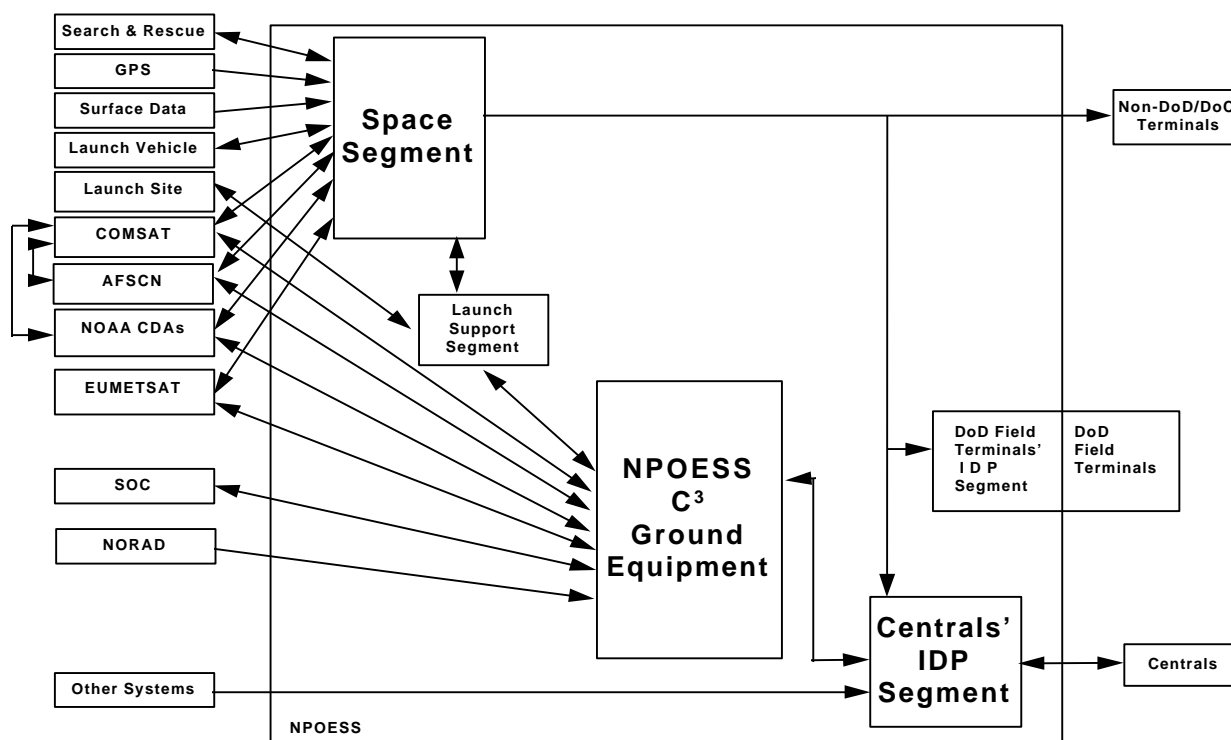 Search & Rescue
GPS
Surface Data
Launch Vehicle
Launch Site
COMSAT
AFSCN
NOAA CDAs
EUMETSAT
SOC
NORAD
Other Systems
Space
Segment
Launch
Support
Segment
NPOESS
C³
Ground
Equipment
Non-DoD/DoC
Terminals
DoD Field
Terminals’
I D P
Segment
DoD
Field
Terminals
Centrals’
IDP
Segment
Centrals
NPOESS